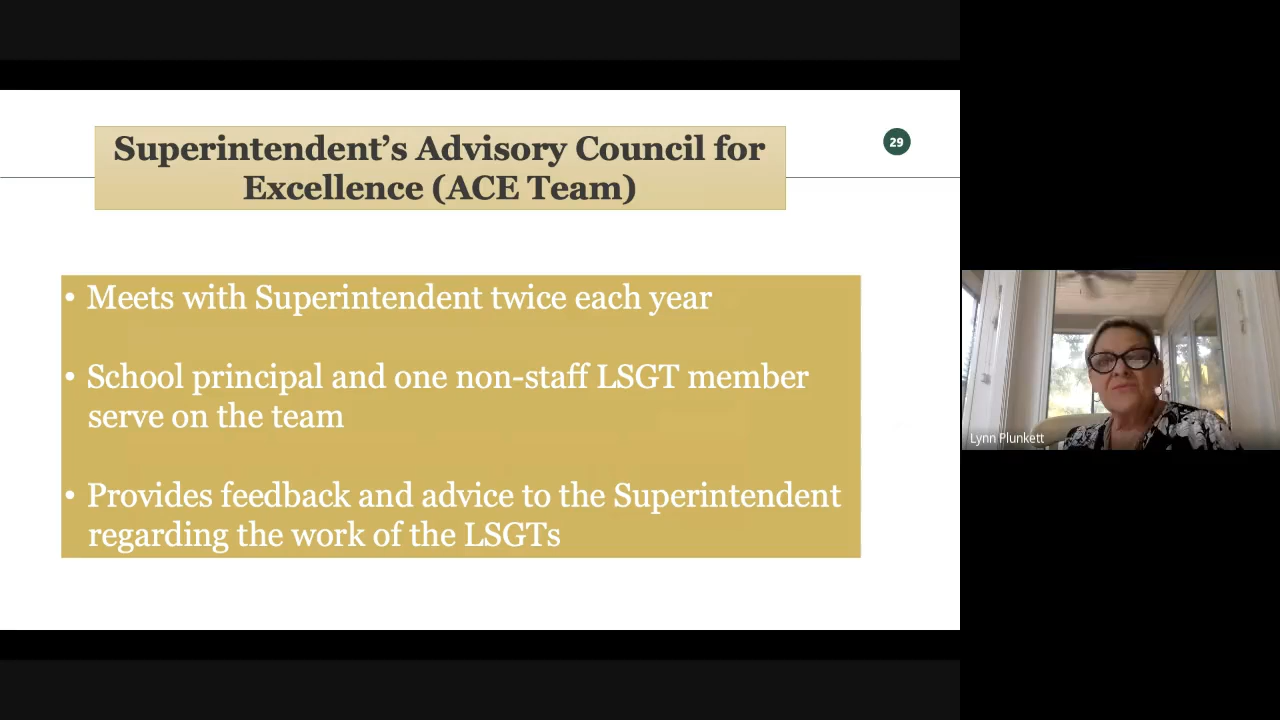 Superintendent’s Advisory Council for
Excellence (ACE Team)
29
• Meets with Superintendent twice each year
• School principal and one non-staff LSGT member
serve on the team
• Provides feedback and advice to the Superintendent
regarding the work of the LSGTs
Lynn Plunkett